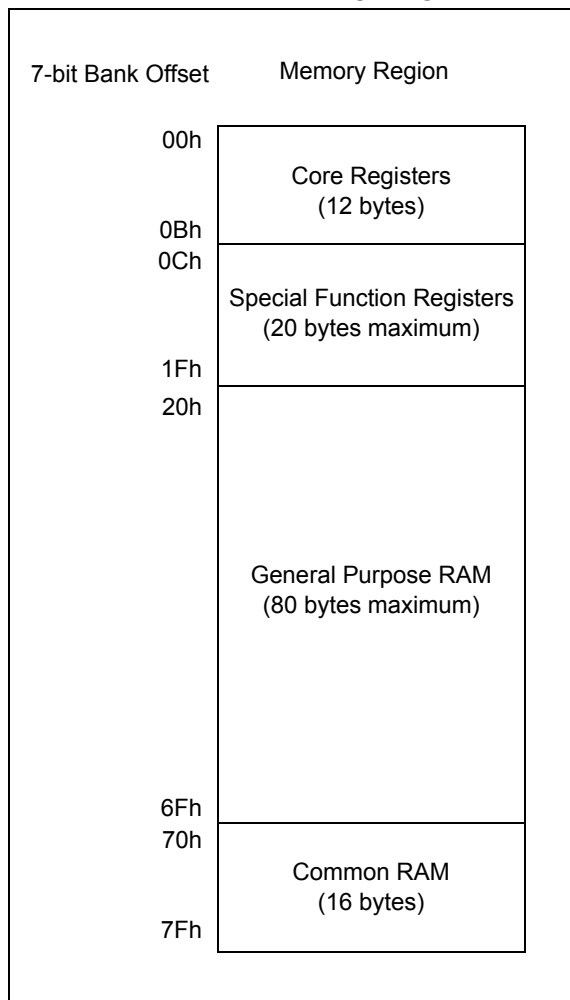 7-bit Bank Offset Memory Region
00h
Core Registers
(12 bytes)
0Bh
0Ch
Special Function Registers
(20 bytes maximum)
1Fh
20h
General Purpose RAM
(80 bytes maximum)
6Fh
70h
Common RAM
(16 bytes)
7Fh